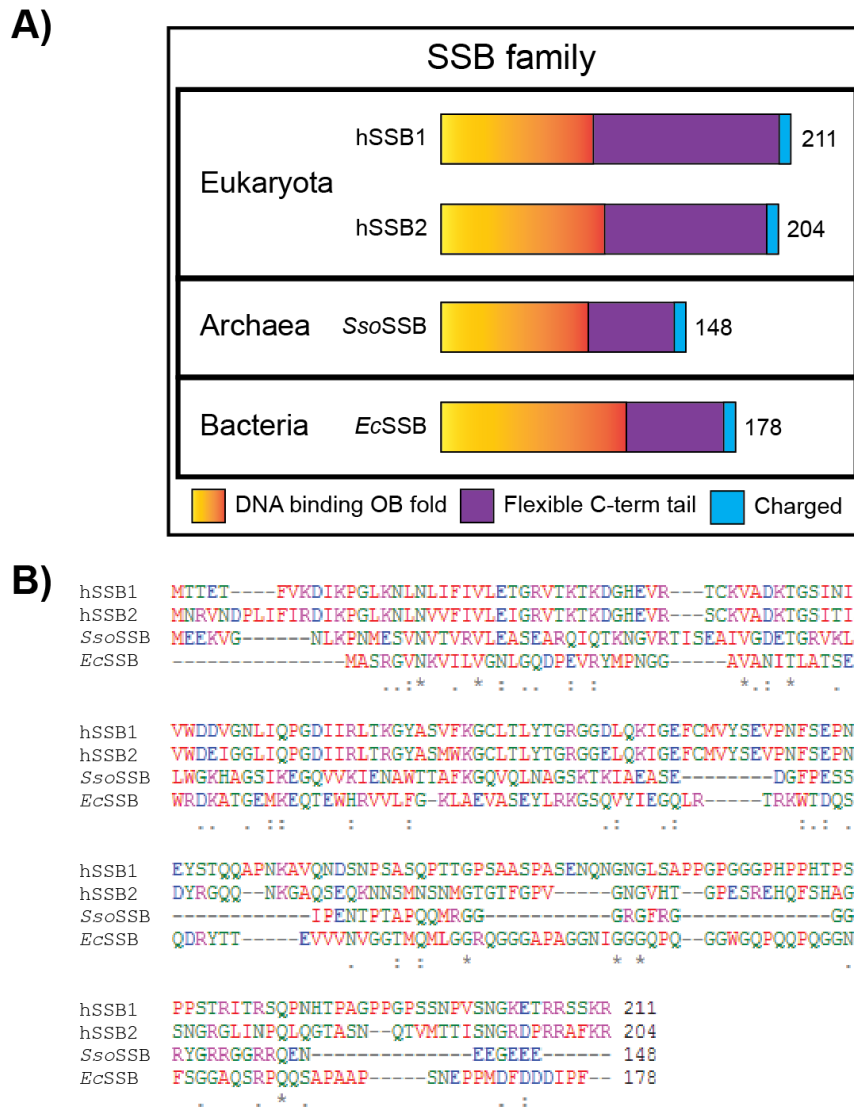 A)
SSB family
Eukaryota
hSSB1
211
hSSB2
204
Archaea
SsoSSB
148
Bacteria
EcSSB
178
DNA binding OB fold
Flexible C-term tail
Charged
B)
hSSB1 MTTET----FVKDIKPGLKNLNLIFIVLETGRVTKTKDGHEVR---TCKVADKTGSINI
hSSB2 MNRVNDPLIFIRDIKPGLKNLNVVFIVLEIGRVTKTKDGHEVR---SCKVADKTGSITI
SsoSSB MEEKVG------NLKPNMESVNVTVRVLEASEARQIQTKNGVRTISEAIVGDETGRVKL
EcSSB ---------------MASRGVNKVILVGNLGQDPEVRYMPNGG-----AVANITLATSE
..:* . * : .. : : *.: * .
hSSB1 VWDDVGNLIQPGDIIRLTKGYASVFKGCLTLYTGRGGDLQKIGEFCMVYSEVPNFSEPN
hSSB2 VWDEIGGLIQPGDIIRLTRGYASMWKGCLTLYTGRGGELQKIGEFCMVYSEVPNFSEPN
SsoSSB LWGKHAGSIKEGQVVKIENAWTTAFKGQVQLNAGSKTKIAEASE--------DGFPESS
EcSSB WRDKATGEMKEQTEWHRVVLFG-KLAEVASEYLRKGSQVYIEGQLR-----TRKWTDQS
.. . :: : : .: .: :.: .
hSSB1 EYSTQQAPNKAVQNDSNPSASQPTTGPSAASPASENQNGNGLSAPPGPGGGPHPPHTPS
hSSB2 DYRGQQ--NKGAQSEQKNNSMNSNMGTGTFGPV-----GNGVHT--GPESREHQFSHAG
SsoSSB ------------IPENTPTAPQQMRGG--------GRGFRG-------------GG
EcSSB QDRYTT-----EVVVNVGGTMQMLGGRQGGGAPAGGNIGGGQPQ--GGWGQPQQPQGGN
. : : * * * .
hSSB1 PPSTRITRSQPNHTPAGPPGPSSNPVSNGKETRRSSKR 211
hSSB2 SNGRGLINPQLQGTASN--QTVMTTISNGRDPRRAFKR 204
SsoSSB RYGRRGGRRQEN--------------EEGEEE------ 148
EcSSB FSGGAQSRPQQSAPAAP-----SNEPPMDFDDDIPF-- 178
. . * . . :